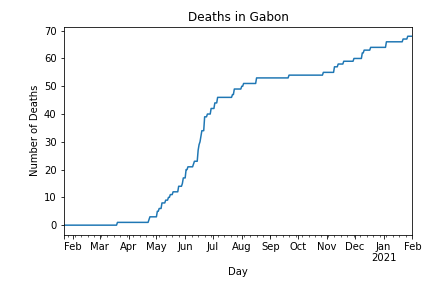 Deaths in Gabon
70
60
50
40
30
20
10
0
Number of Deaths
Feb Mar Apr May Jun Jul Aug Sep Oct Nov Dec Jan Feb
2021
Day